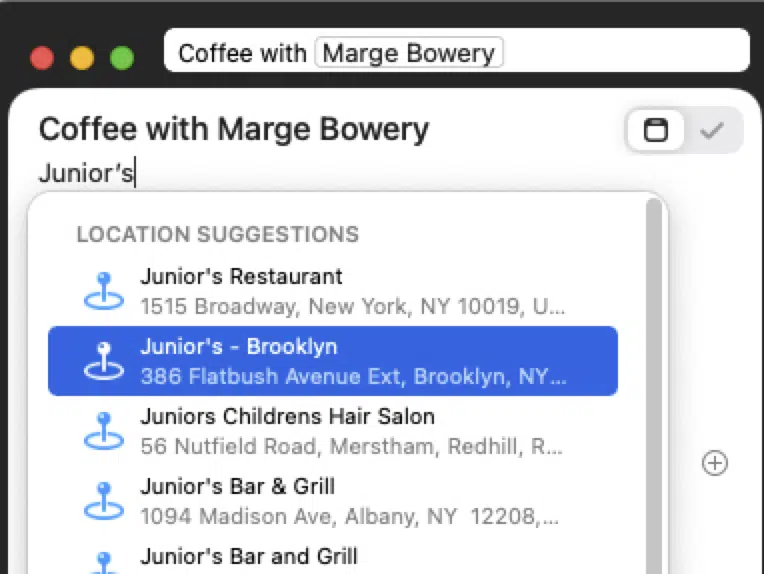 Coffee with Marge Bowery
Coffee with Marge Bowery
Junior’s
LOCATION SUGGESTIONS
Junior's Restaurant
1515 Broadway, New York, NY 10019, U...
Junior's - Brooklyn
386 Flatbush Avenue Ext, Brooklyn, NY...
Juniors Childrens Hair Salon
56 Nutfield Road, Merstham, Redhill, R...
Junior's Bar & Grill
1094 Madison Ave, Albany, NY  12208,...
Junior's Bar and Grill